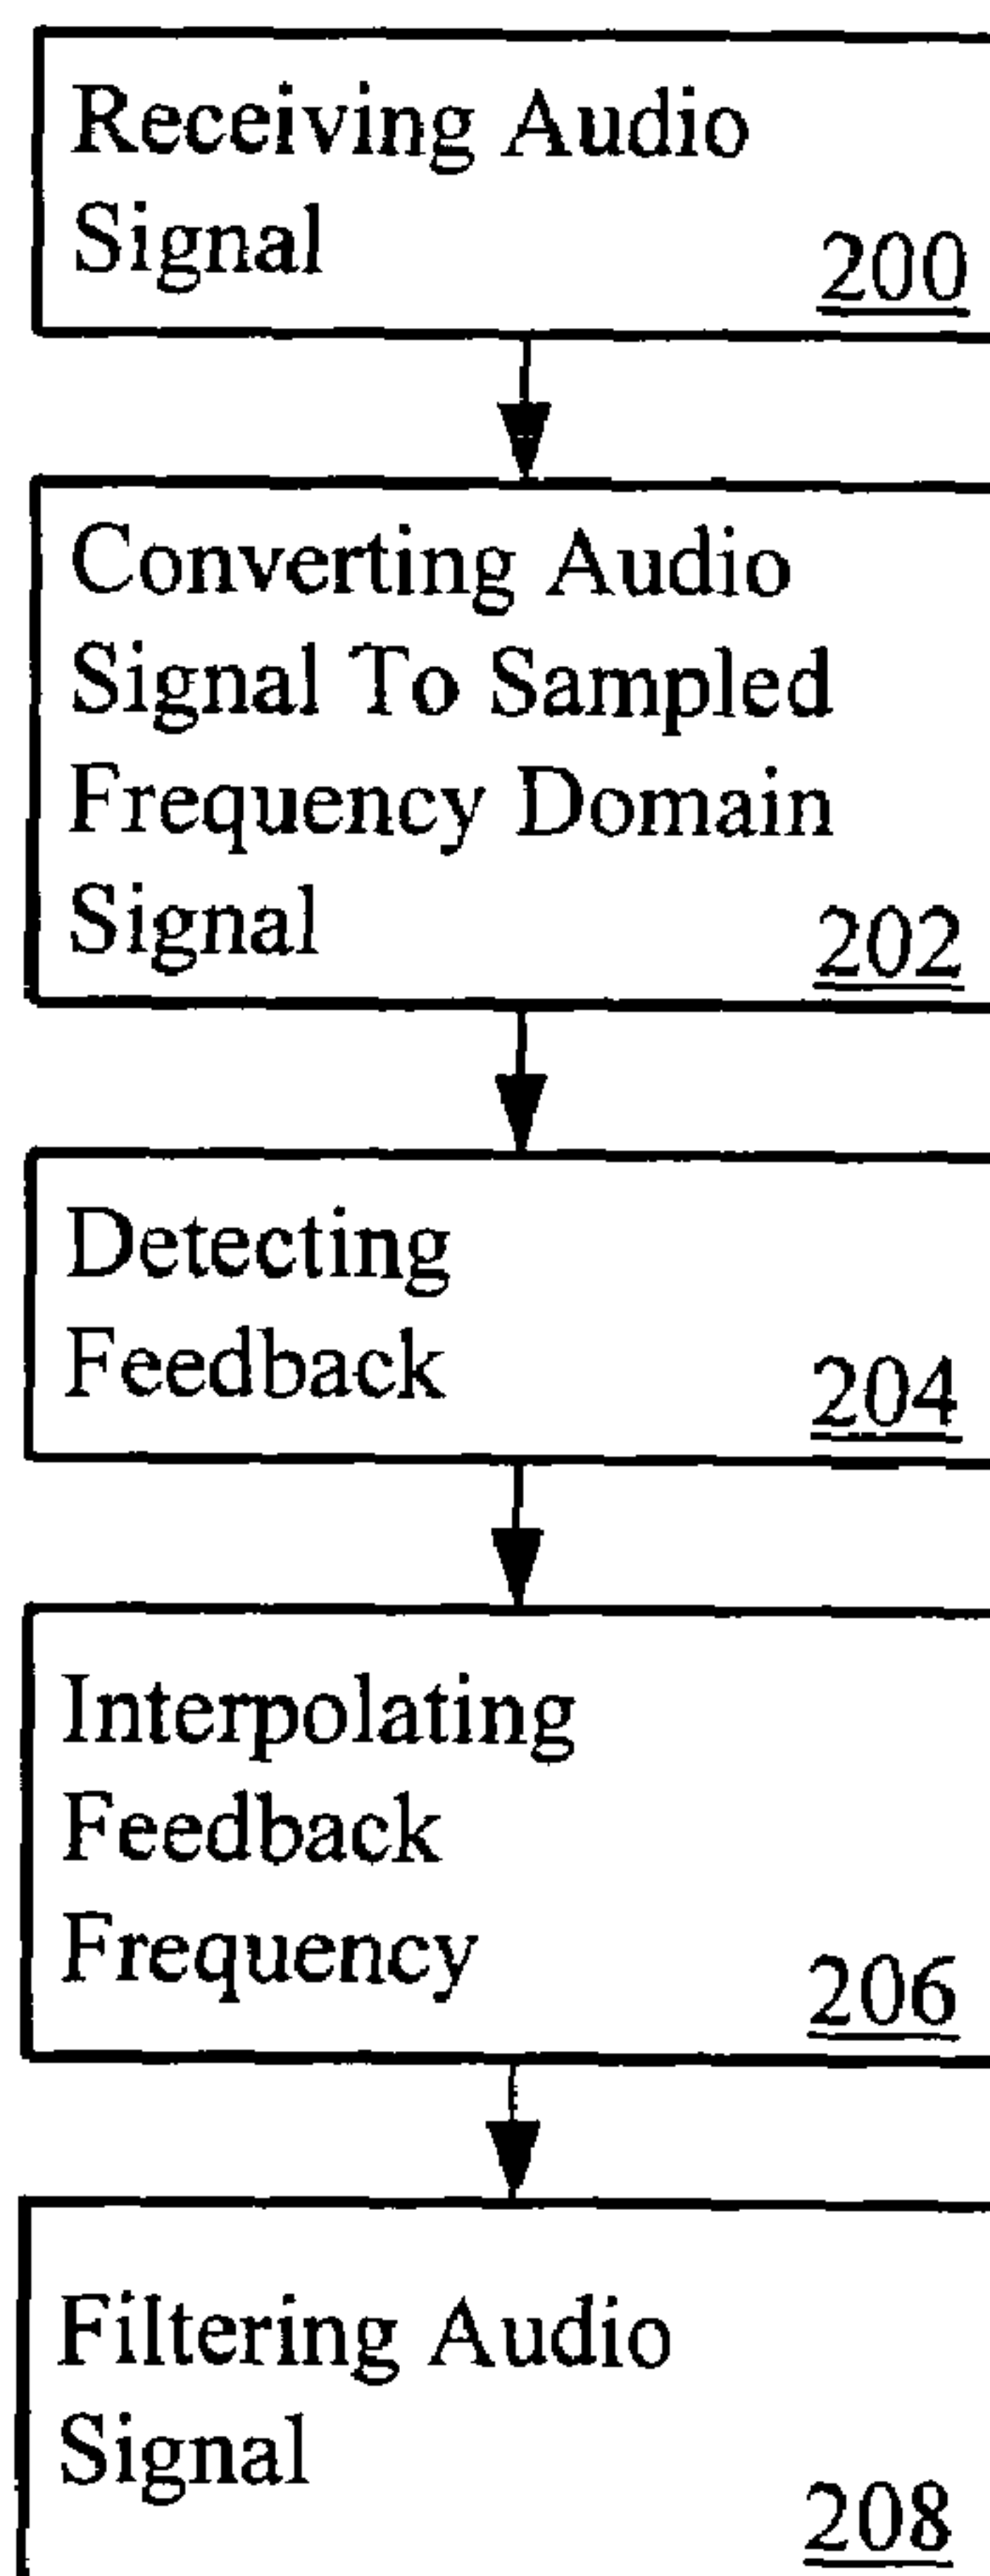 Receiving Audio
Signal
200
Converting Audio
Signal To Sampled
Frequency Domain
Signal
202
Detecting
Feedback
204
Interpolating
Feedback
Frequency
206
Filtering Audio
Signal
208